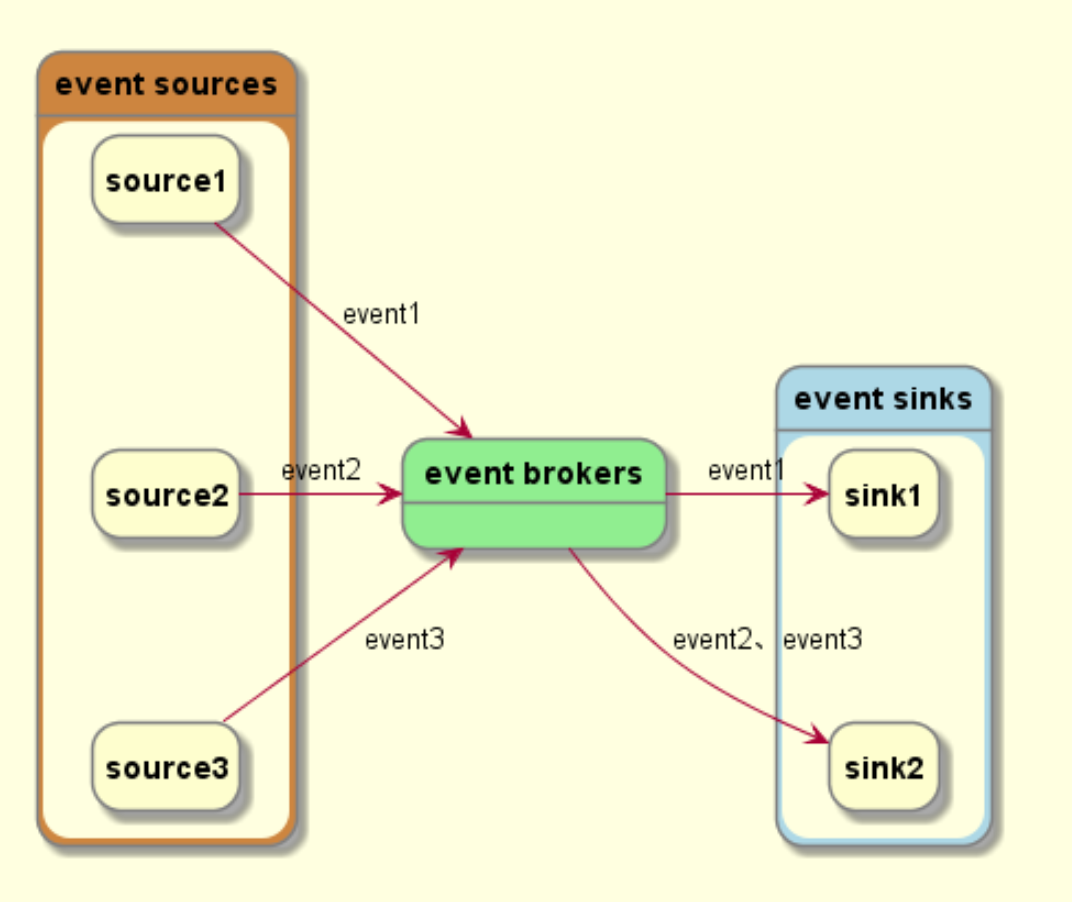 event sources
source1
event1
event sinks
event2
event brokers
event1
source2
sink1
event3
event2、event3
source3
sink2